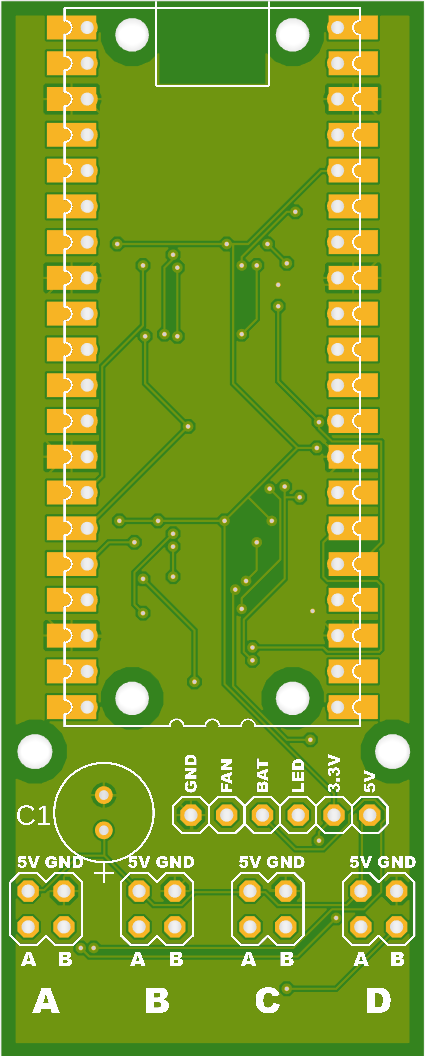 GND FAN BAT LED 3.3V 5V
C1
5V GND 5V GND 5V GND 5V GND
+
A B A B A B A B
A B C D